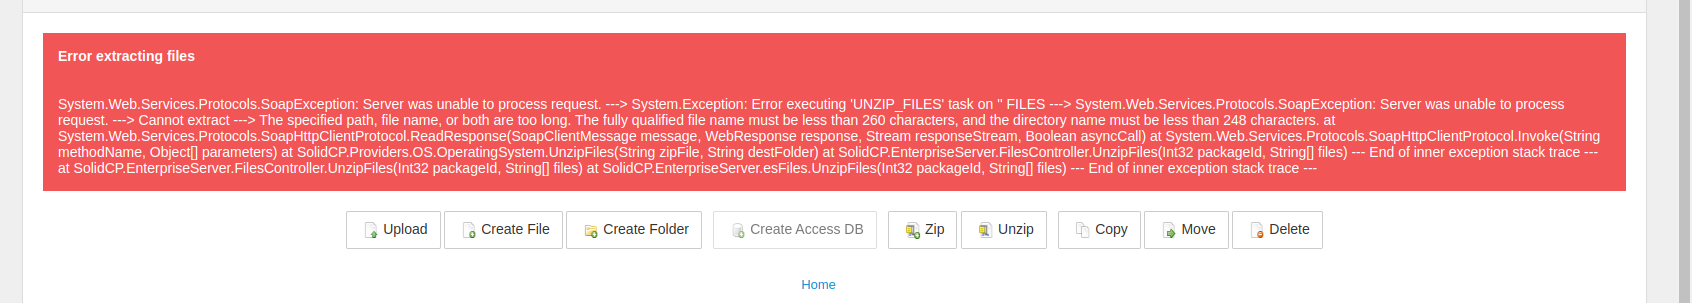 Error extracting files
System.Web.Services.Protocols.SoapException: Server was unable to process request. ---> System.Exception: Error executing 'UNZIP_FILES' task on '' FILES ---> System.Web.Services.Protocols.SoapException: Server was unable to process
request. ---> Cannot extract ---> The specified path, file name, or both are too long. The fully qualified file name must be less than 260 characters, and the directory name must be less than 248 characters. at
System.Web.Services.Protocols.SoapHttpClientProtocol.ReadResponse(SoapClientMessage message, WebResponse response, Stream responseStream, Boolean asyncCall) at System.Web.Services.Protocols.SoapHttpClientProtocol.Invoke(String
methodName, Object[] parameters) at SolidCP.Providers.OS.OperatingSystem.UnzipFiles(String zipFile, String destFolder) at SolidCP.EnterpriseServer.FilesController.UnzipFiles(Int32 packageId, String[] files) --- End of inner exception stack trace ---
at SolidCP.EnterpriseServer.FilesController.UnzipFiles(Int32 packageId, String[] files) at SolidCP.EnterpriseServer.esFiles.UnzipFiles(Int32 packageId, String[] files) --- End of inner exception stack trace ---
Upload Create File Create Folder Create Access DB Zip Unzip Copy Move Delete
Home